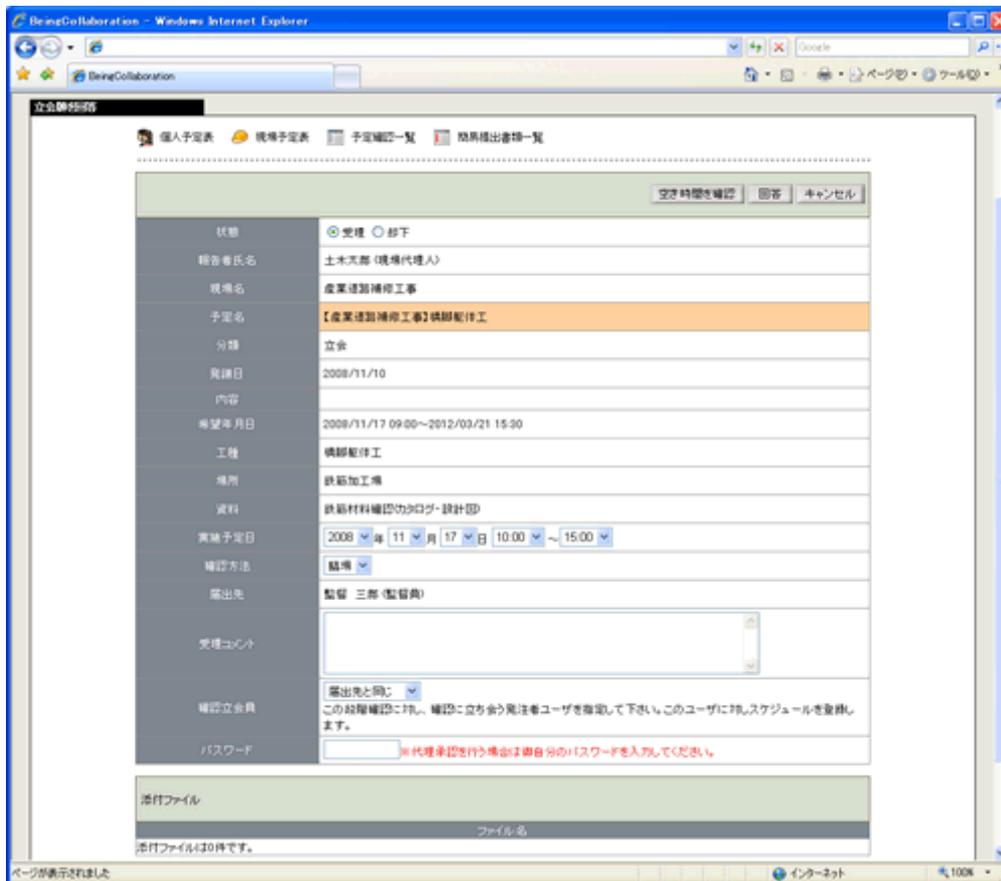 BeingCollaboration - Windows Internet Explorer
Google
BeingCollaboration
ページ(P)
ツール(O)
立会願回答
個人予定表 現場予定表 予定確認一覧 簡易提出書類一覧
空き時間を確認 回答 キャンセル
状態 受理 却下
報告者氏名 土木太郎(現場代理人)
現場名 産業道路補修工事
予定名 【産業道路補修工事】橋脚躯体工
分類 立会
発議日 2008/11/10
内容
希望年月日 2008/11/17 09:00～2012/03/21 15:30
工種 橋脚躯体工
場所 鉄筋加工場
資料 鉄筋材料確認(カタログ・設計図)
実施予定日 2008 年 11 月 17 日 10:00 ～ 15:00
確認方法 臨場
届出先 監督 三郎(監督員)
受理コメント
確認立会員 届出先と同じ
この段階確認に対し、確認に立ち会う発注者ユーザを指定して下さい。このユーザに対しスケジュールを登録し
ます。
パスワード ※代理承認を行う場合は御自分のパスワードを入力してください。
添付ファイル
ファイル名
添付ファイルは0件です。
ページが表示されました インターネット 100%